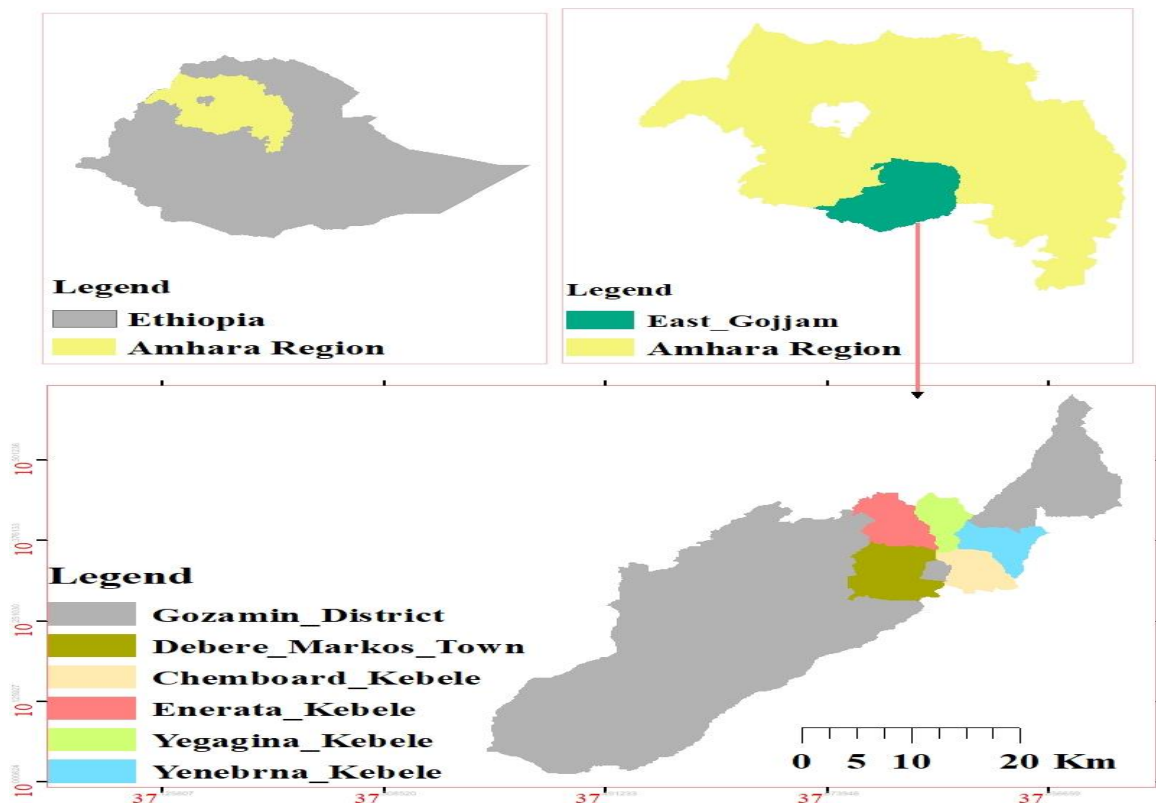 Legend
Ethiopia
Amhara Region
Legend
East_Gojjam
Amhara Region
10
10
10
10
10
Legend
Gozamin_District
Debere_Markos_Town
Chemboard_Kebele
Enerata_Kebele
Yegagina_Kebele
Yenebrna_Kebele
0 5 10 20 Km
37 37 37 37 37